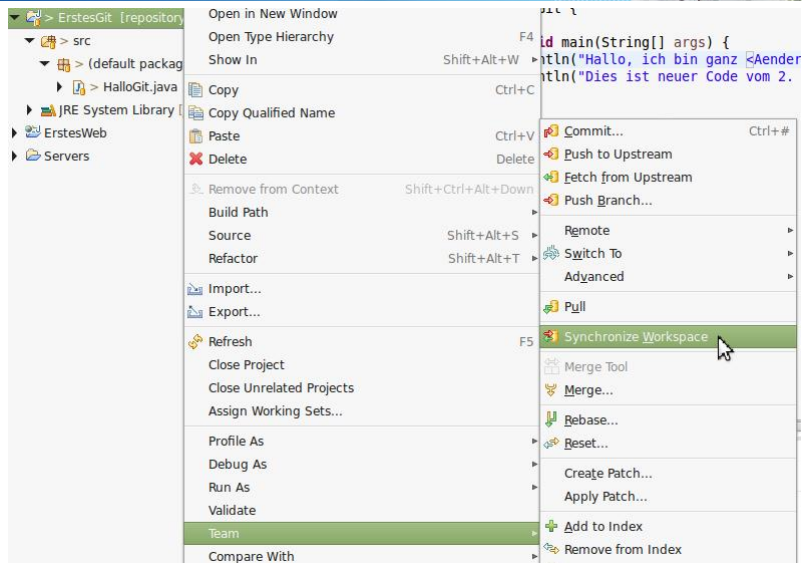 > ErstesGit [repository
> src
> (default packag
> HalloGit.java
JRE System Library [
ErstesWeb
Servers
Open in New Window
Open Type Hierarchy F4
Show In Shift+Alt+W
Copy Ctrl+C
Copy Qualified Name
Paste Ctrl+V
Delete Delete
Remove from Context Shift+Ctrl+Alt+Down
Build Path
Source Shift+Alt+S
Refactor Shift+Alt+T
Import...
Export...
Refresh F5
Close Project
Close Unrelated Projects
Assign Working Sets...
Profile As
Debug As
Run As
Validate
Team
Compare With
{
id main(String[] args) {
tln("Hallo, ich bin ganz <Aender
ntln("Dies ist neuer Code vom 2.
Commit... Ctrl+#
Push to Upstream
Fetch from Upstream
Push Branch...
Remote
Switch To
Advanced
Pull
Synchronize Workspace
Merge Tool
Merge...
Rebase...
Reset...
Create Patch...
Apply Patch...
Add to Index
Remove from Index